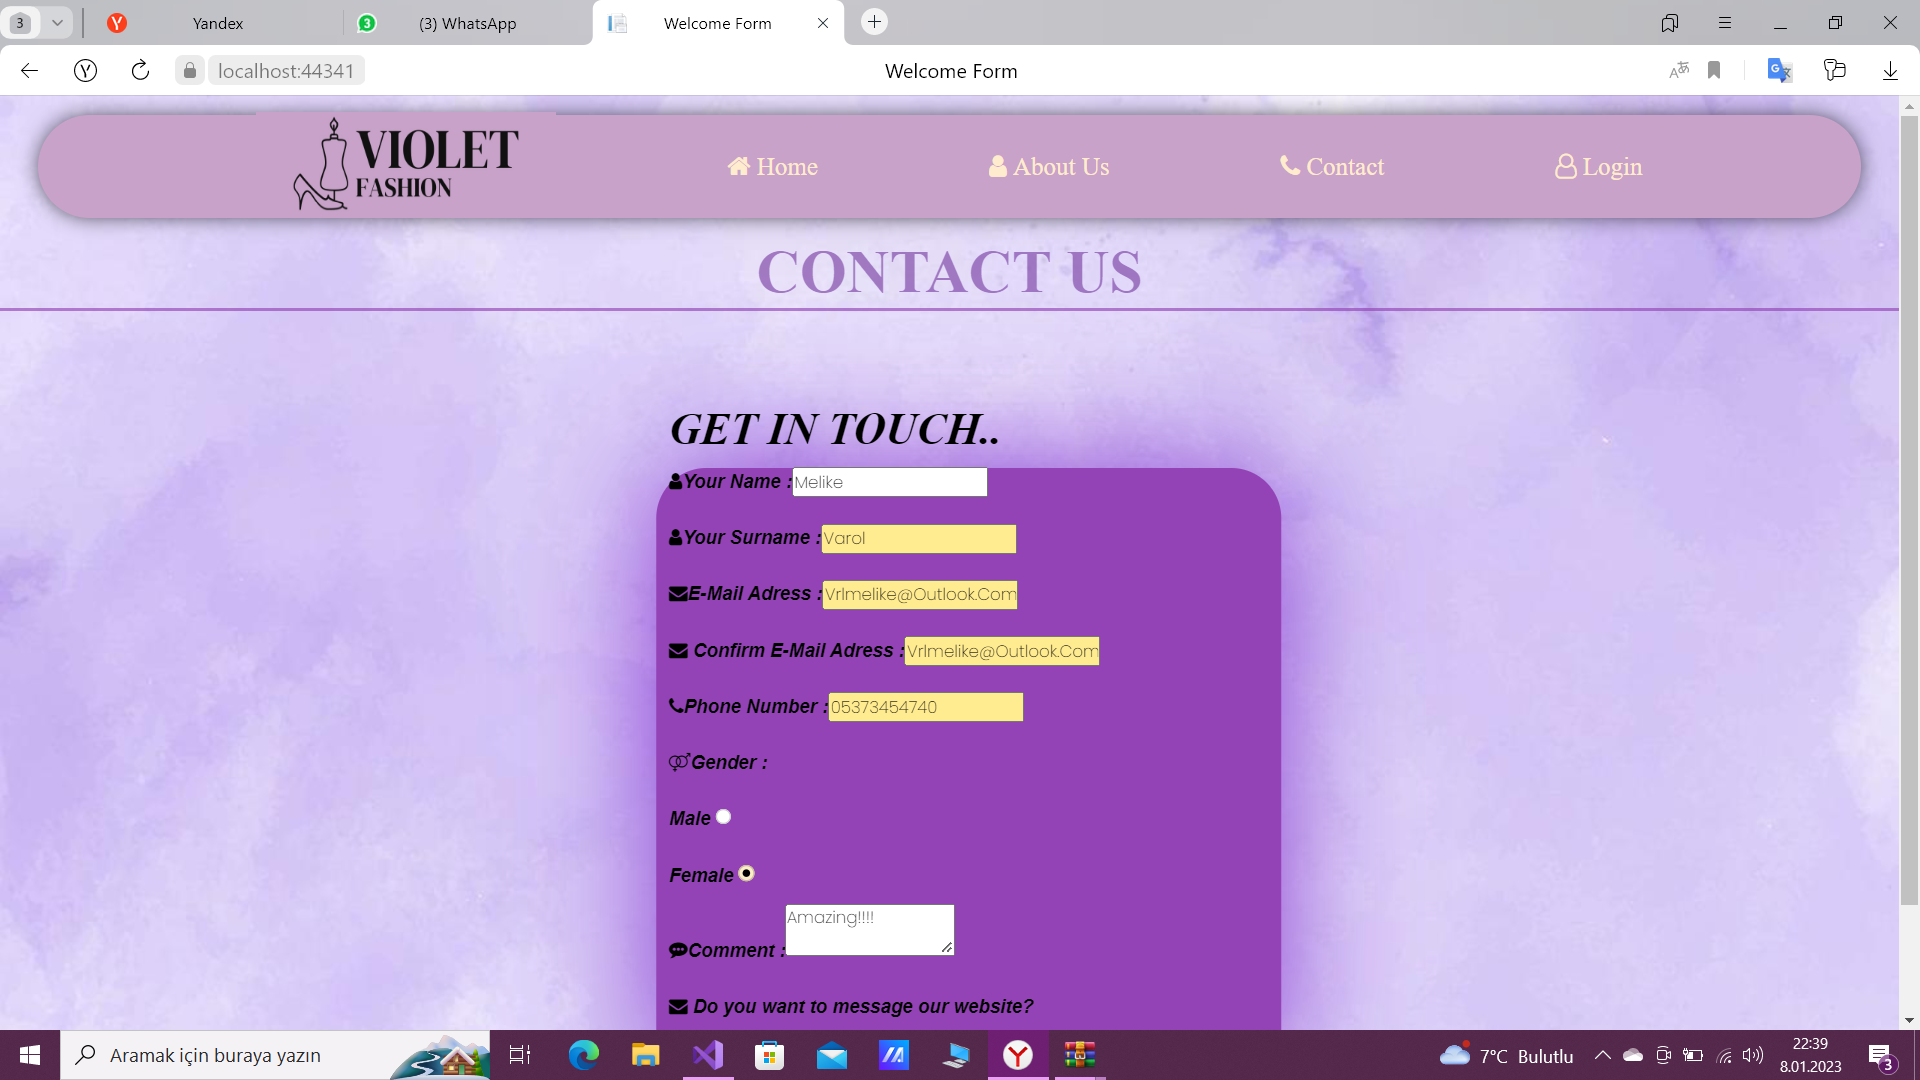 3
Yandex
3
(3) WhatsApp
Welcome Form
localhost:44341
Welcome Form
VIOLET
FASHION
Home
About Us
Contact
Login
CONTACT US
GET IN TOUCH..
Your Name :Melike
Your Surname :Varol
E-Mail Adress :Vrlmelike@Outlook.Com
Confirm E-Mail Adress :Vrlmelike@Outlook.Com
Phone Number :05373454740
Gender :
Male
Female
Comment :Amazing!!!!
Do you want to message our website?
Aramak için buraya yazın
7°C Bulutlu
22:39
8.01.2023
3